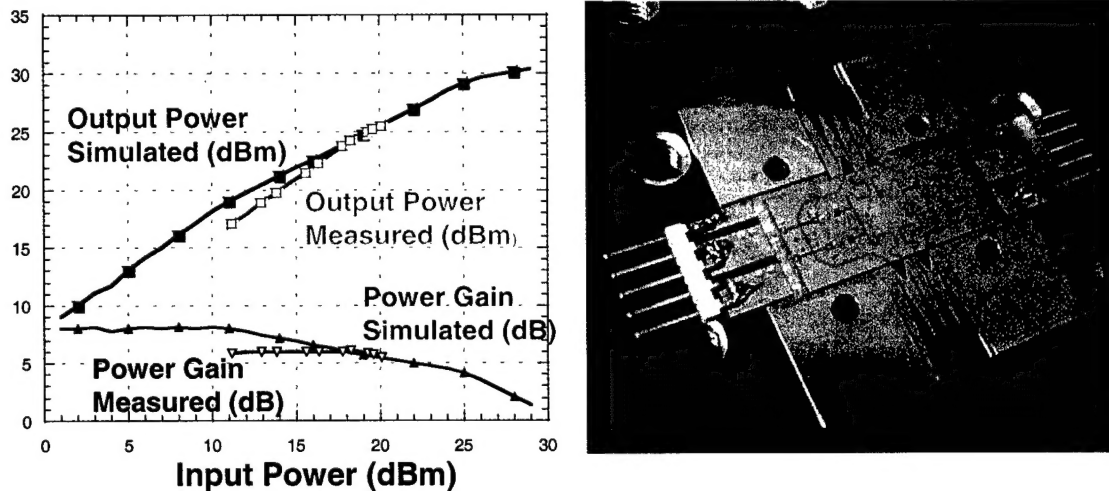 35
30
25
20
15
10
5
0
Output Power
Simulated (dBm)
Output Power
Measured (dBm)
Power Gain
Simulated (dB)
Power Gain
Measured (dB)
0 5 10 15 20 25 30
Input Power (dBm)